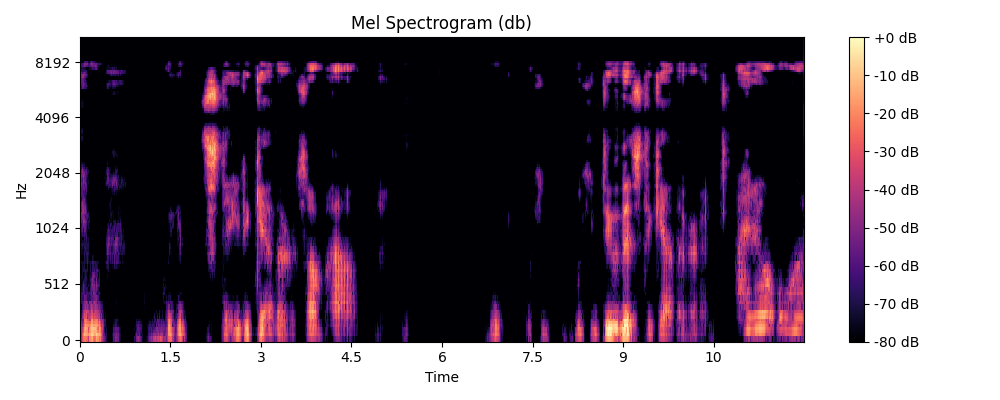 Mel Spectrogram (db)
+0 dB
8192
-10 dB
4096
-20 dB
-30 dB
2048
Hz
-40 dB
1024
-50 dB
512
-60 dB
-70 dB
0
-80 dB
0 1.5 3 4.5 6 7.5 9 10
Time